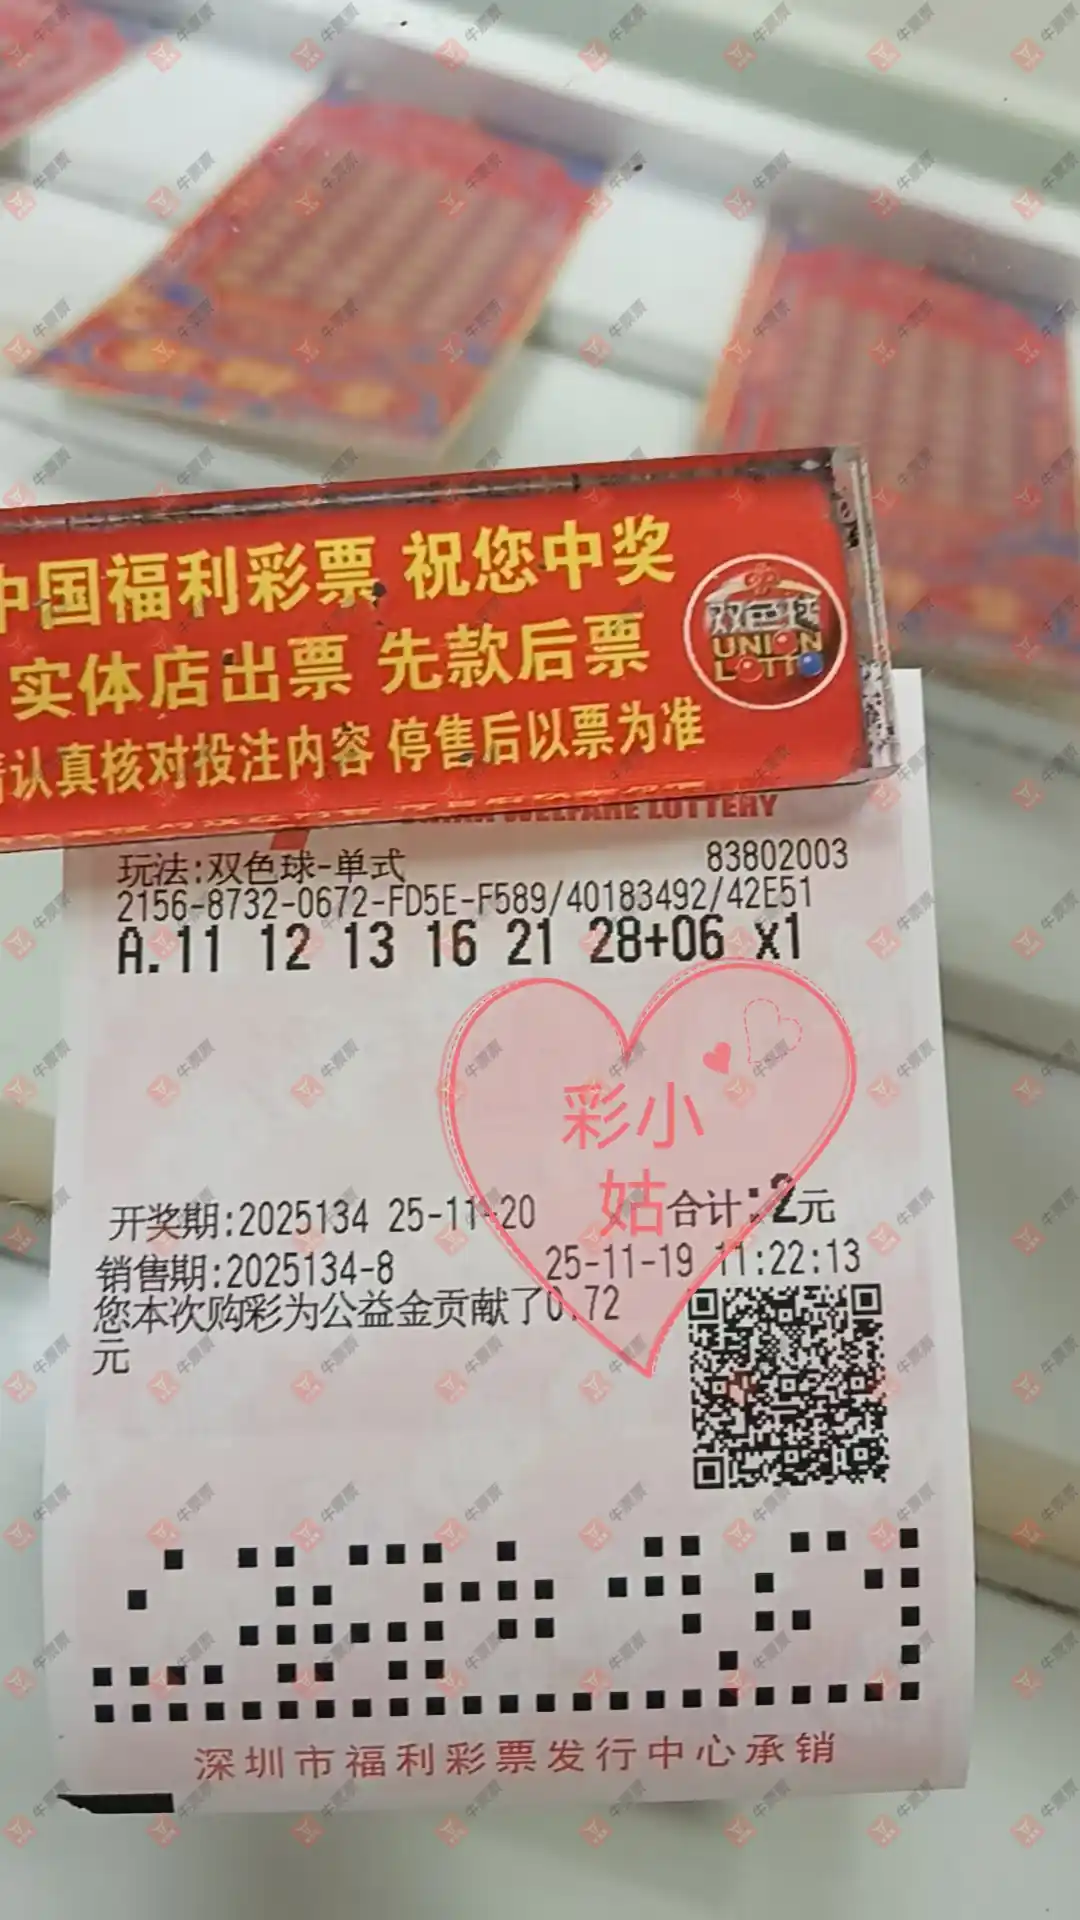 中国福利彩票 祝您中奖
实体店出票 先款后票
请认真核对投注内容 停售后以票为准
双色球
UNION
LOTTO
CHINA WELFARE LOTTERY
玩法:双色球-单式
83802003
2156-8732-0672-FD5E-F589/40183492/42E51
A.11 12 13 16 21 28+06 x1
彩小
姑
开奖期:2025134 25-11-20
合计:2元
销售期:2025134-8
25-11-19 11:22:13
您本次购彩为公益金贡献了0.72
元
深圳市福利彩票发行中心承销
牛票票